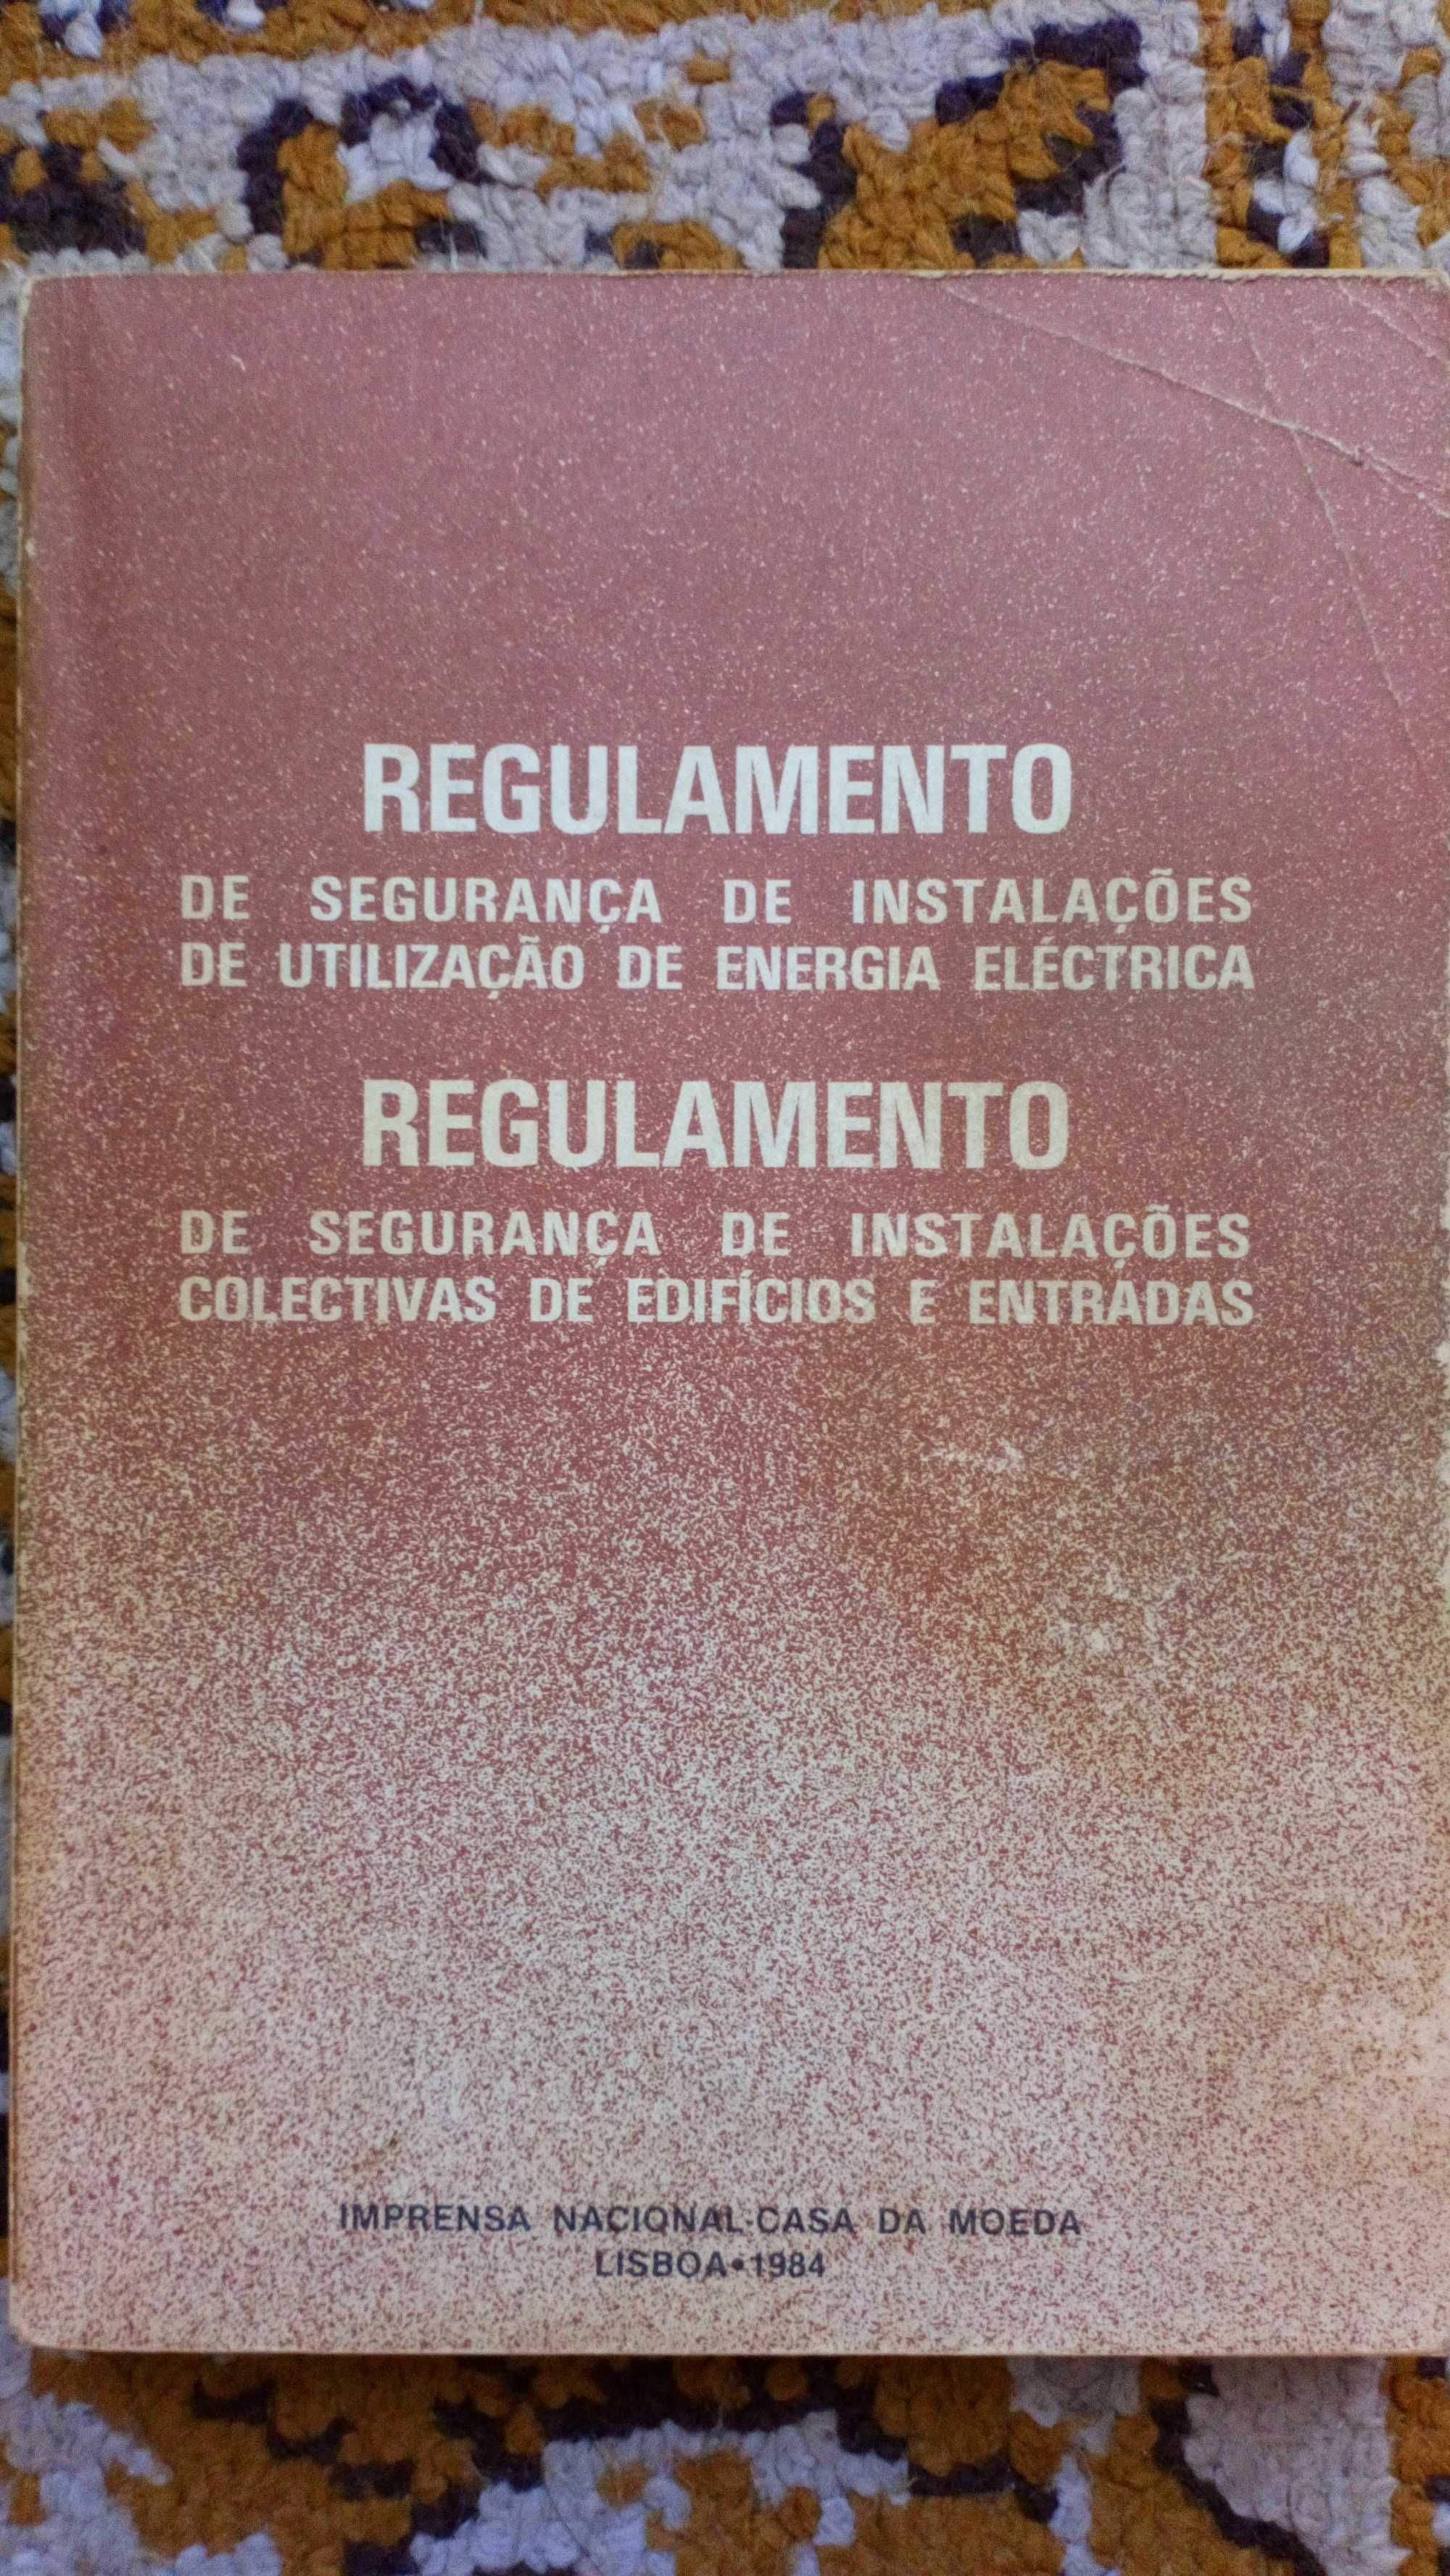 REGULAMENTO
DE SEGURANÇA DE INSTALAÇÕES
DE UTILIZAÇÃO DE ENERGIA ELÉCTRICA
REGULAMENTO
DE SEGURANÇA DE INSTALAÇÕES
COLECTIVAS DE EDIFÍCIOS E ENTRADAS
IMPRENSA NACIONAL-CASA DA MOEDA
LISBOA•1984